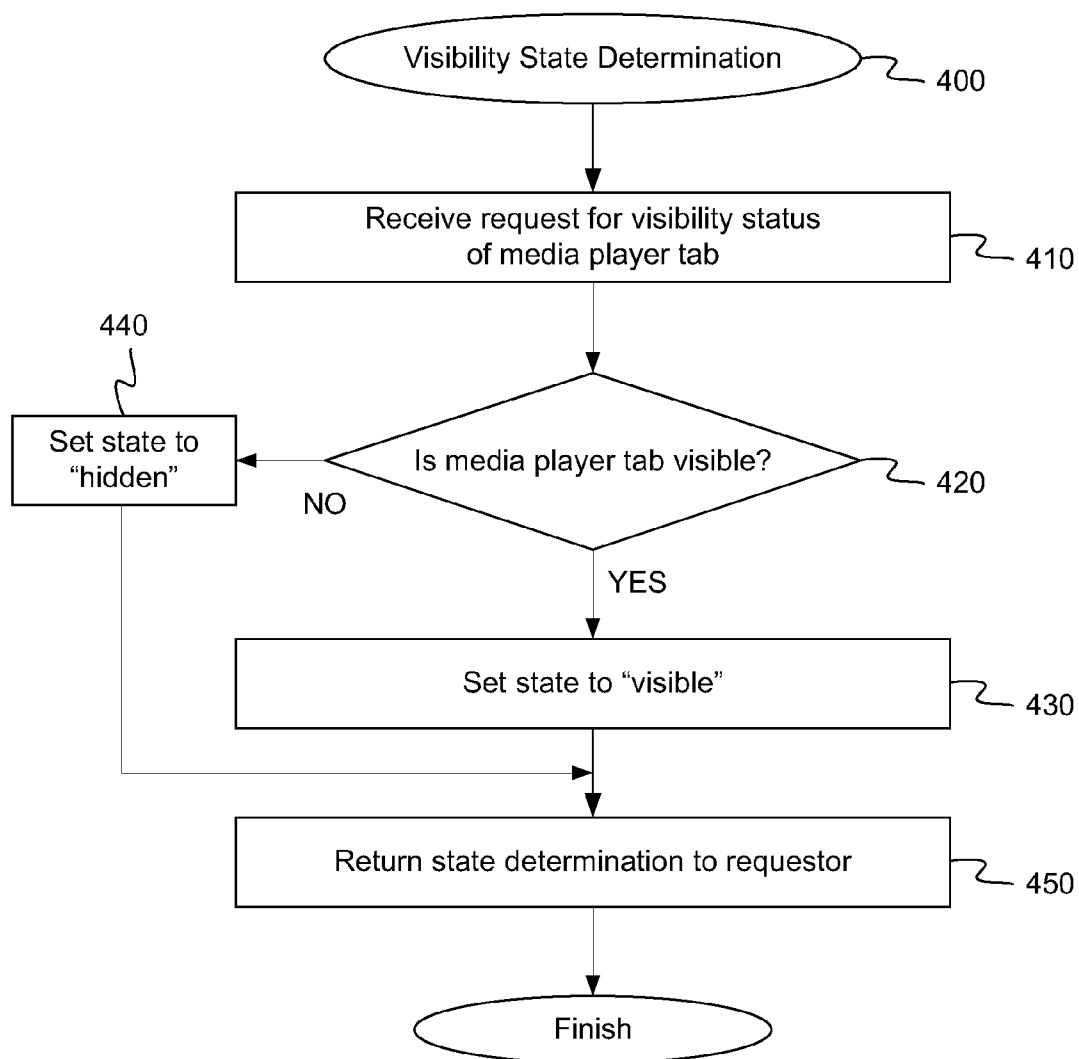 Visibility State Determination
400
Receive request for visibility status
of media player tab
410
440
Set state to
“hidden”
Is media player tab visible?
420
NO
YES
Set state to “visible”
430
Return state determination to requestor
450
Finish